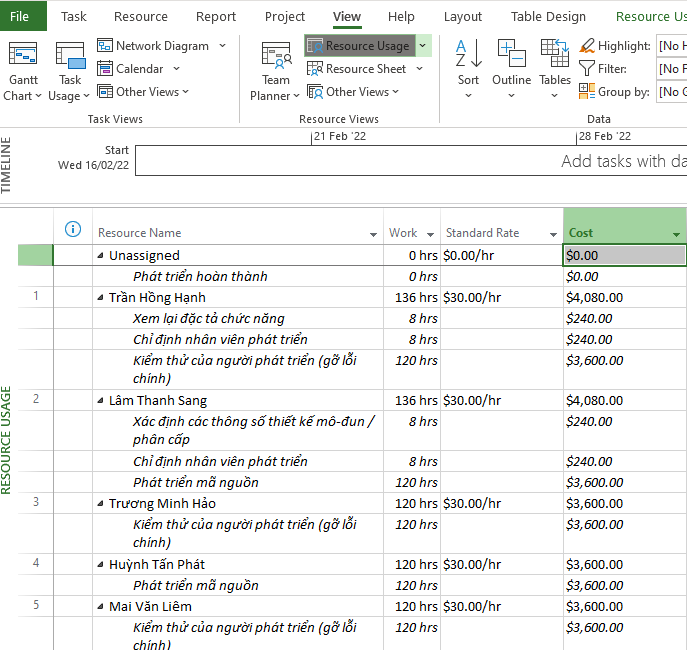 File Task Resource Report Project View Help Layout Table Design Resource Us
Gantt Chart
Task Usage
Network Diagram
Calendar
Other Views
Task Views
Team Planner
Resource Usage
Resource Sheet
Other Views
Resource Views
Sort
Outline
Tables
Highlight: [No H
Filter: [No F
Group by: [No G
Data
TIMELINE
21 Feb '22 28 Feb '22
Start
Wed 16/02/22
Add tasks with da
RESOURCE USAGE
Resource Name Work Standard Rate Cost
Unassigned 0 hrs $0.00/hr $0.00
Phát triển hoàn thành 0 hrs $0.00
1 Trần Hồng Hạnh 136 hrs $30.00/hr $4,080.00
Xem lại đặc tả chức năng 8 hrs $240.00
Chỉ định nhân viên phát triển 8 hrs $240.00
Kiểm thử của người phát triển (gỡ lỗi 120 hrs $3,600.00
chính)
2 Lâm Thanh Sang 136 hrs $30.00/hr $4,080.00
Xác định các thông số thiết kế mô-đun / 8 hrs $240.00
phân cấp
Chỉ định nhân viên phát triển 8 hrs $240.00
Phát triển mã nguồn 120 hrs $3,600.00
3 Trương Minh Hảo 120 hrs $30.00/hr $3,600.00
Kiểm thử của người phát triển (gỡ lỗi 120 hrs $3,600.00
chính)
4 Huỳnh Tấn Phát 120 hrs $30.00/hr $3,600.00
Phát triển mã nguồn 120 hrs $3,600.00
5 Mai Văn Liêm 120 hrs $30.00/hr $3,600.00
Kiểm thử của người phát triển (gỡ lỗi 120 hrs $3,600.00
chính)